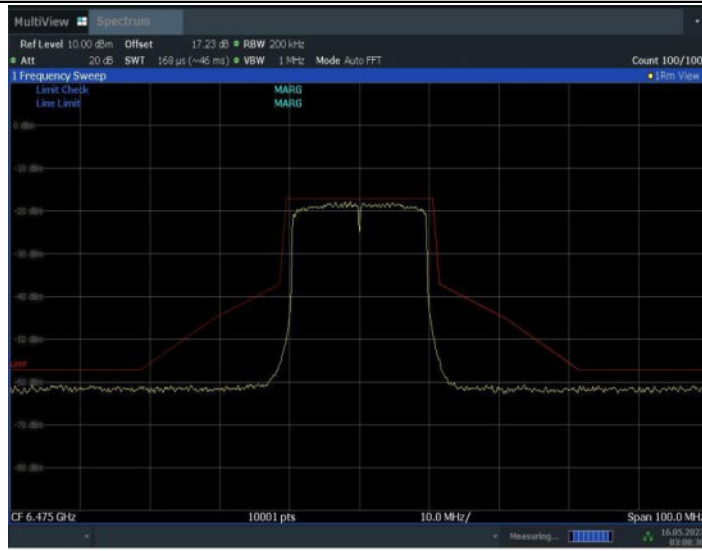 MultiView Spectrum
Ref Level 10.00 dBm Offset 17.23 dB RBW 200 kHz
Att 20 dB SWT 168 µs (~46 ms) VBW 1 MHz Mode Auto FFT Count 100/100
1 Frequency Sweep 1Rm View
Limit Check MARG
Line Limit MARG
0 dBm
-10 dBm
-20 dBm
-30 dBm
-40 dBm
-50 dBm
-60 dBm
-70 dBm
-80 dBm
CF 6.475 GHz 10001 pts 10.0 MHz/ Span 100.0 MHz
Measuring... 16.05.2023